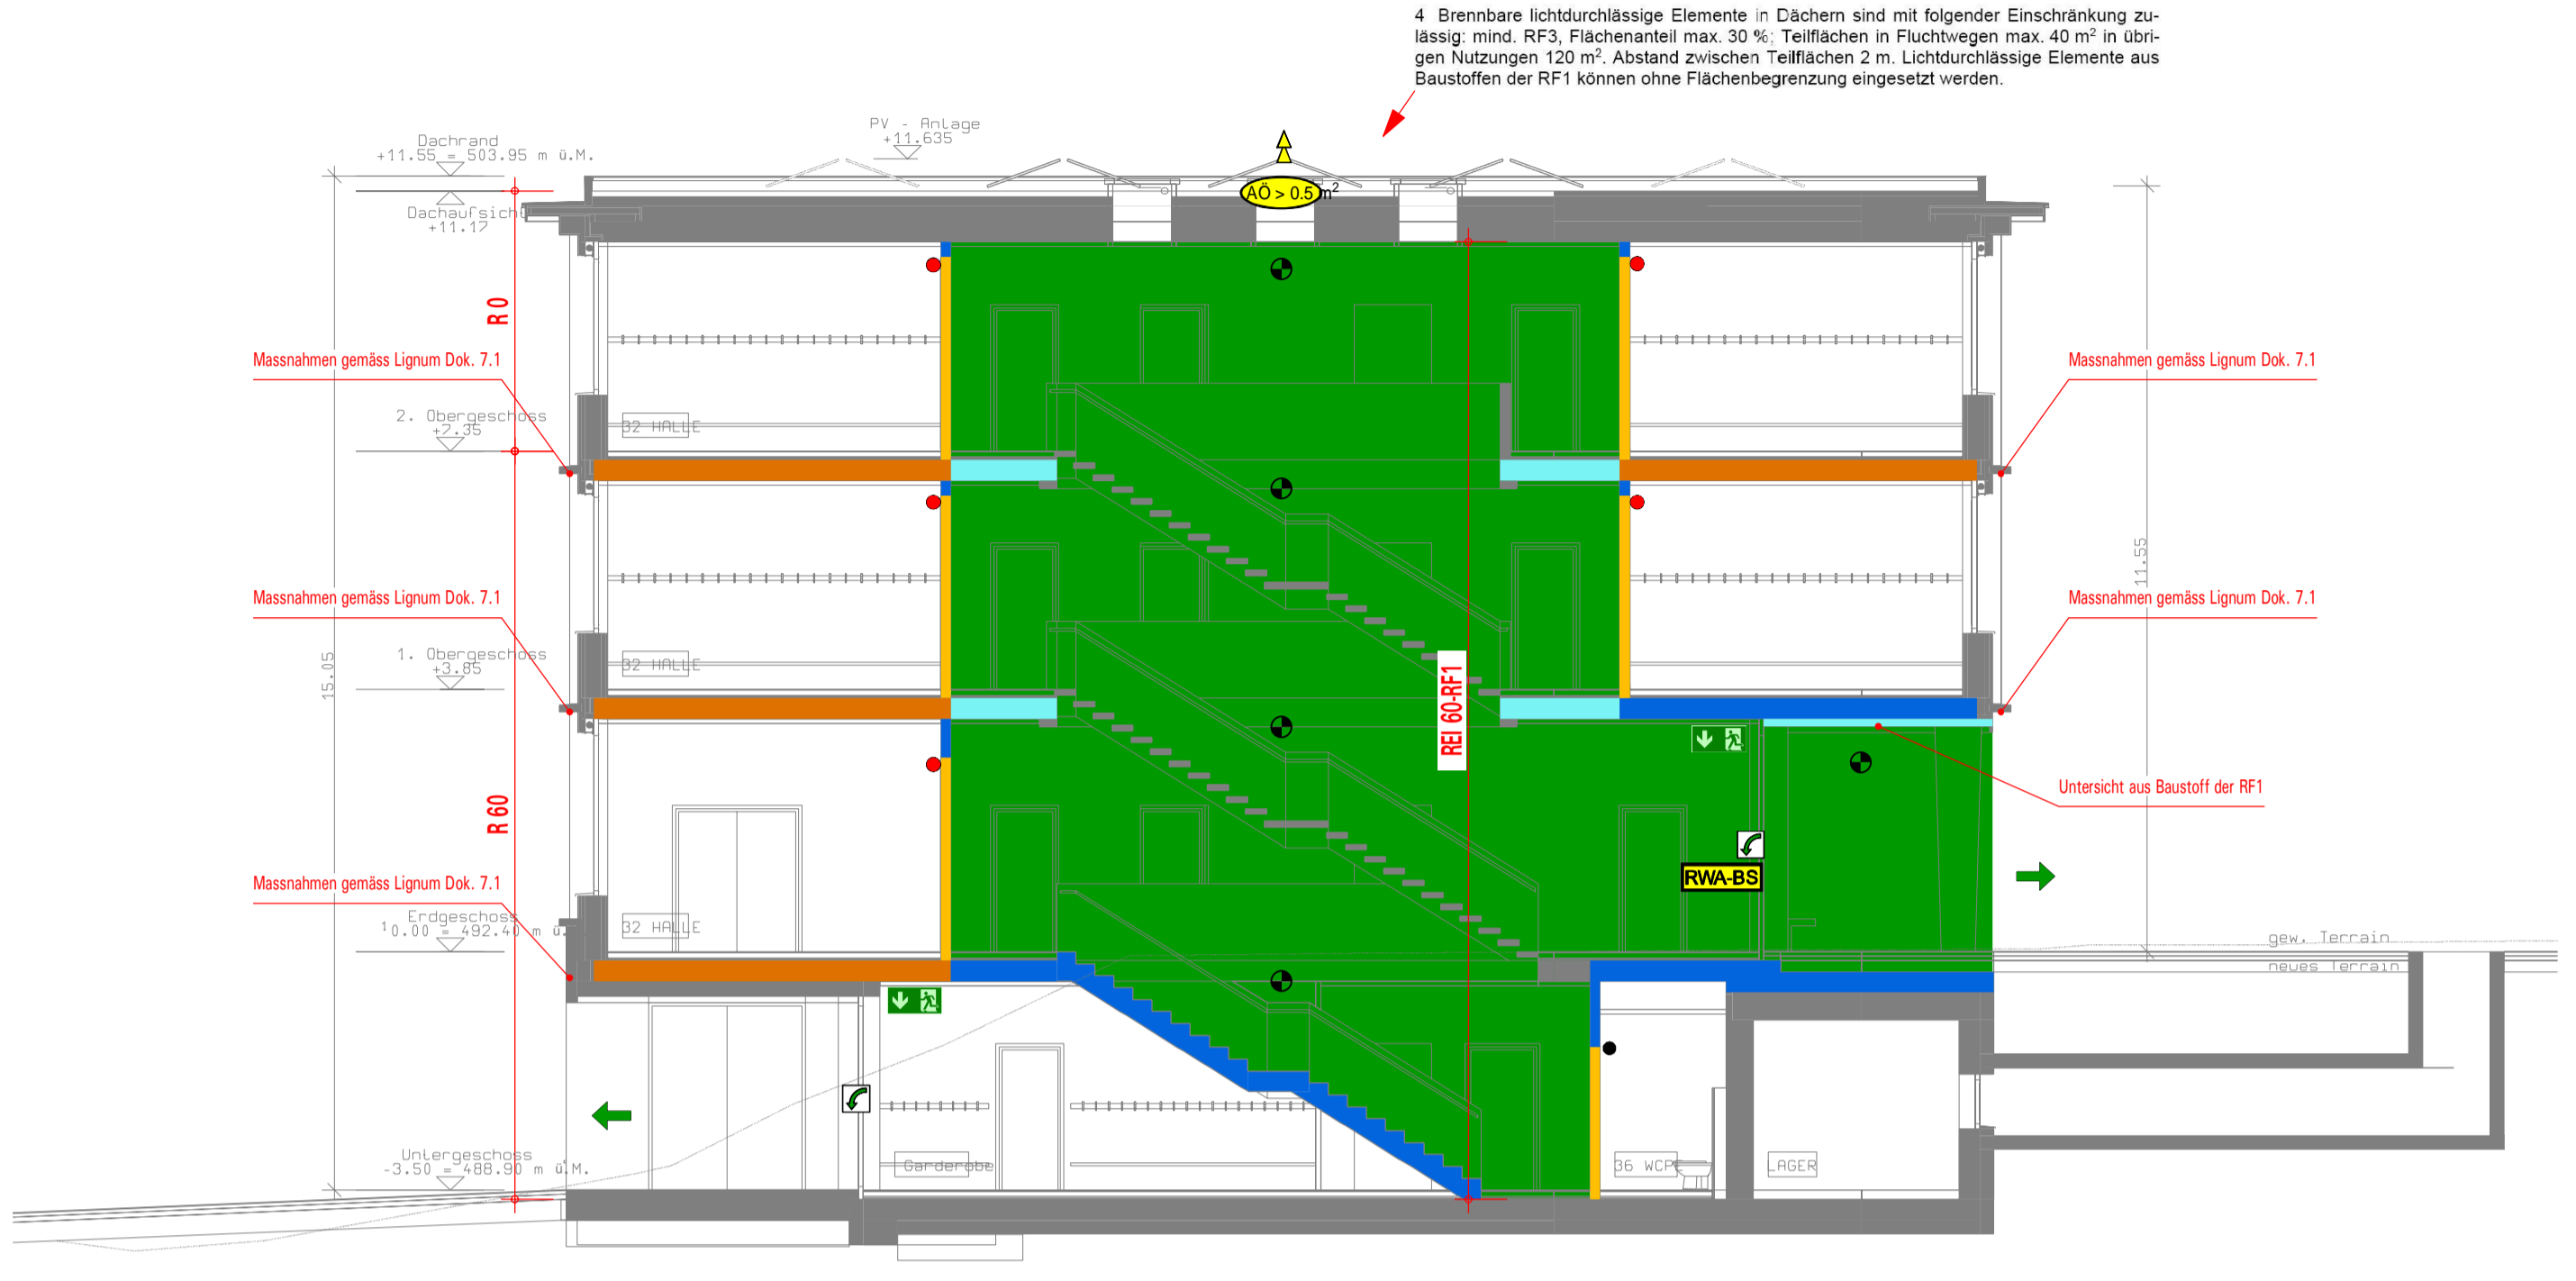 4 Brennbare lichtdurchlässige Elemente in Dächern sind mit folgender Einschränkung zu-
lässig: mind. RF3, Flächenanteil max. 30 %; Teilflächen in Fluchtwegen max. 40 m² in übri-
gen Nutzungen 120 m². Abstand zwischen Teilflächen 2 m. Lichtdurchlässige Elemente aus
Baustoffen der RF1 können ohne Flächenbegrenzung eingesetzt werden.
PV - Anlage
+11.635
Dachrand
+11.55 = 503.95 m ü.M.
AÖ > 0.5 m²
Dachaufsicht
+11.17
R 0
Massnahmen gemäss Lignum Dok. 7.1
Massnahmen gemäss Lignum Dok. 7.1
2. Obergeschoss
+7.35
32 HALLE
11.55
Massnahmen gemäss Lignum Dok. 7.1
Massnahmen gemäss Lignum Dok. 7.1
1. Obergeschoss
+3.85
32 HALLE
15.05
REI 60-RF1
Untersicht aus Baustoff der RF1
R 60
RWA-BS
Massnahmen gemäss Lignum Dok. 7.1
Erdgeschoss
±0.00 = 492.40 m ü.
32 HALLE
gew. Terrain
neues Terrain
Untergeschoss
-3.50 = 488.90 m ü.M.
Garderobe
36 WC
LAGER